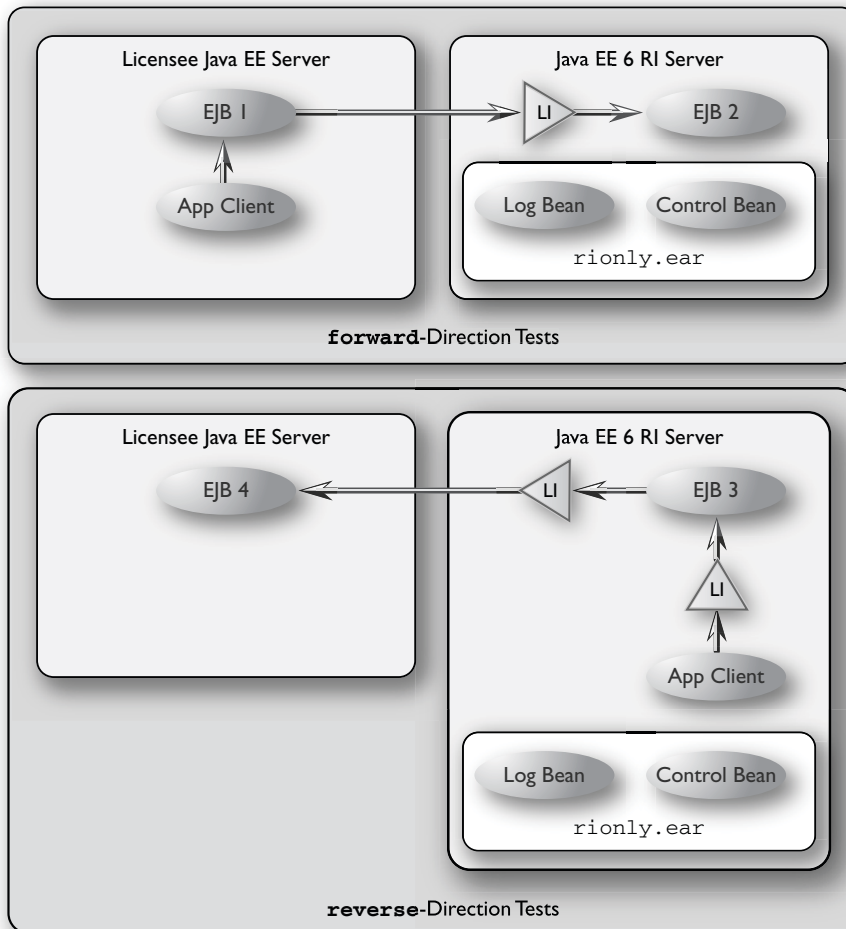 Licensee Java EE Server
Java EE 6 RI Server
EJB 1
LI
EJB 2
App Client
Log Bean
Control Bean
rionly.ear
forward-Direction Tests
Licensee Java EE Server
Java EE 6 RI Server
EJB 4
LI
EJB 3
LI
App Client
Log Bean
Control Bean
rionly.ear
reverse-Direction Tests